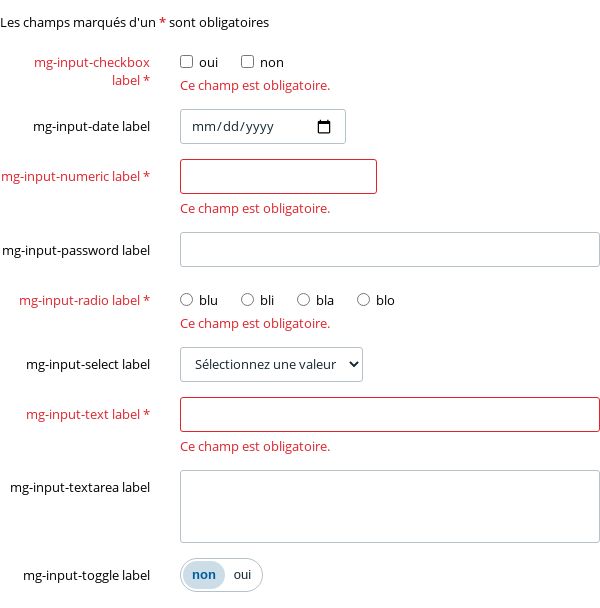 Les champs marqués d'un * sont obligatoires
mg-input-checkbox label * oui non
Ce champ est obligatoire.
mg-input-date label mm/dd/yyyy
mg-input-numeric label *
Ce champ est obligatoire.
mg-input-password label
mg-input-radio label * blu bli bla blo
Ce champ est obligatoire.
mg-input-select label Sélectionnez une valeur
mg-input-text label *
Ce champ est obligatoire.
mg-input-textarea label
mg-input-toggle label non oui